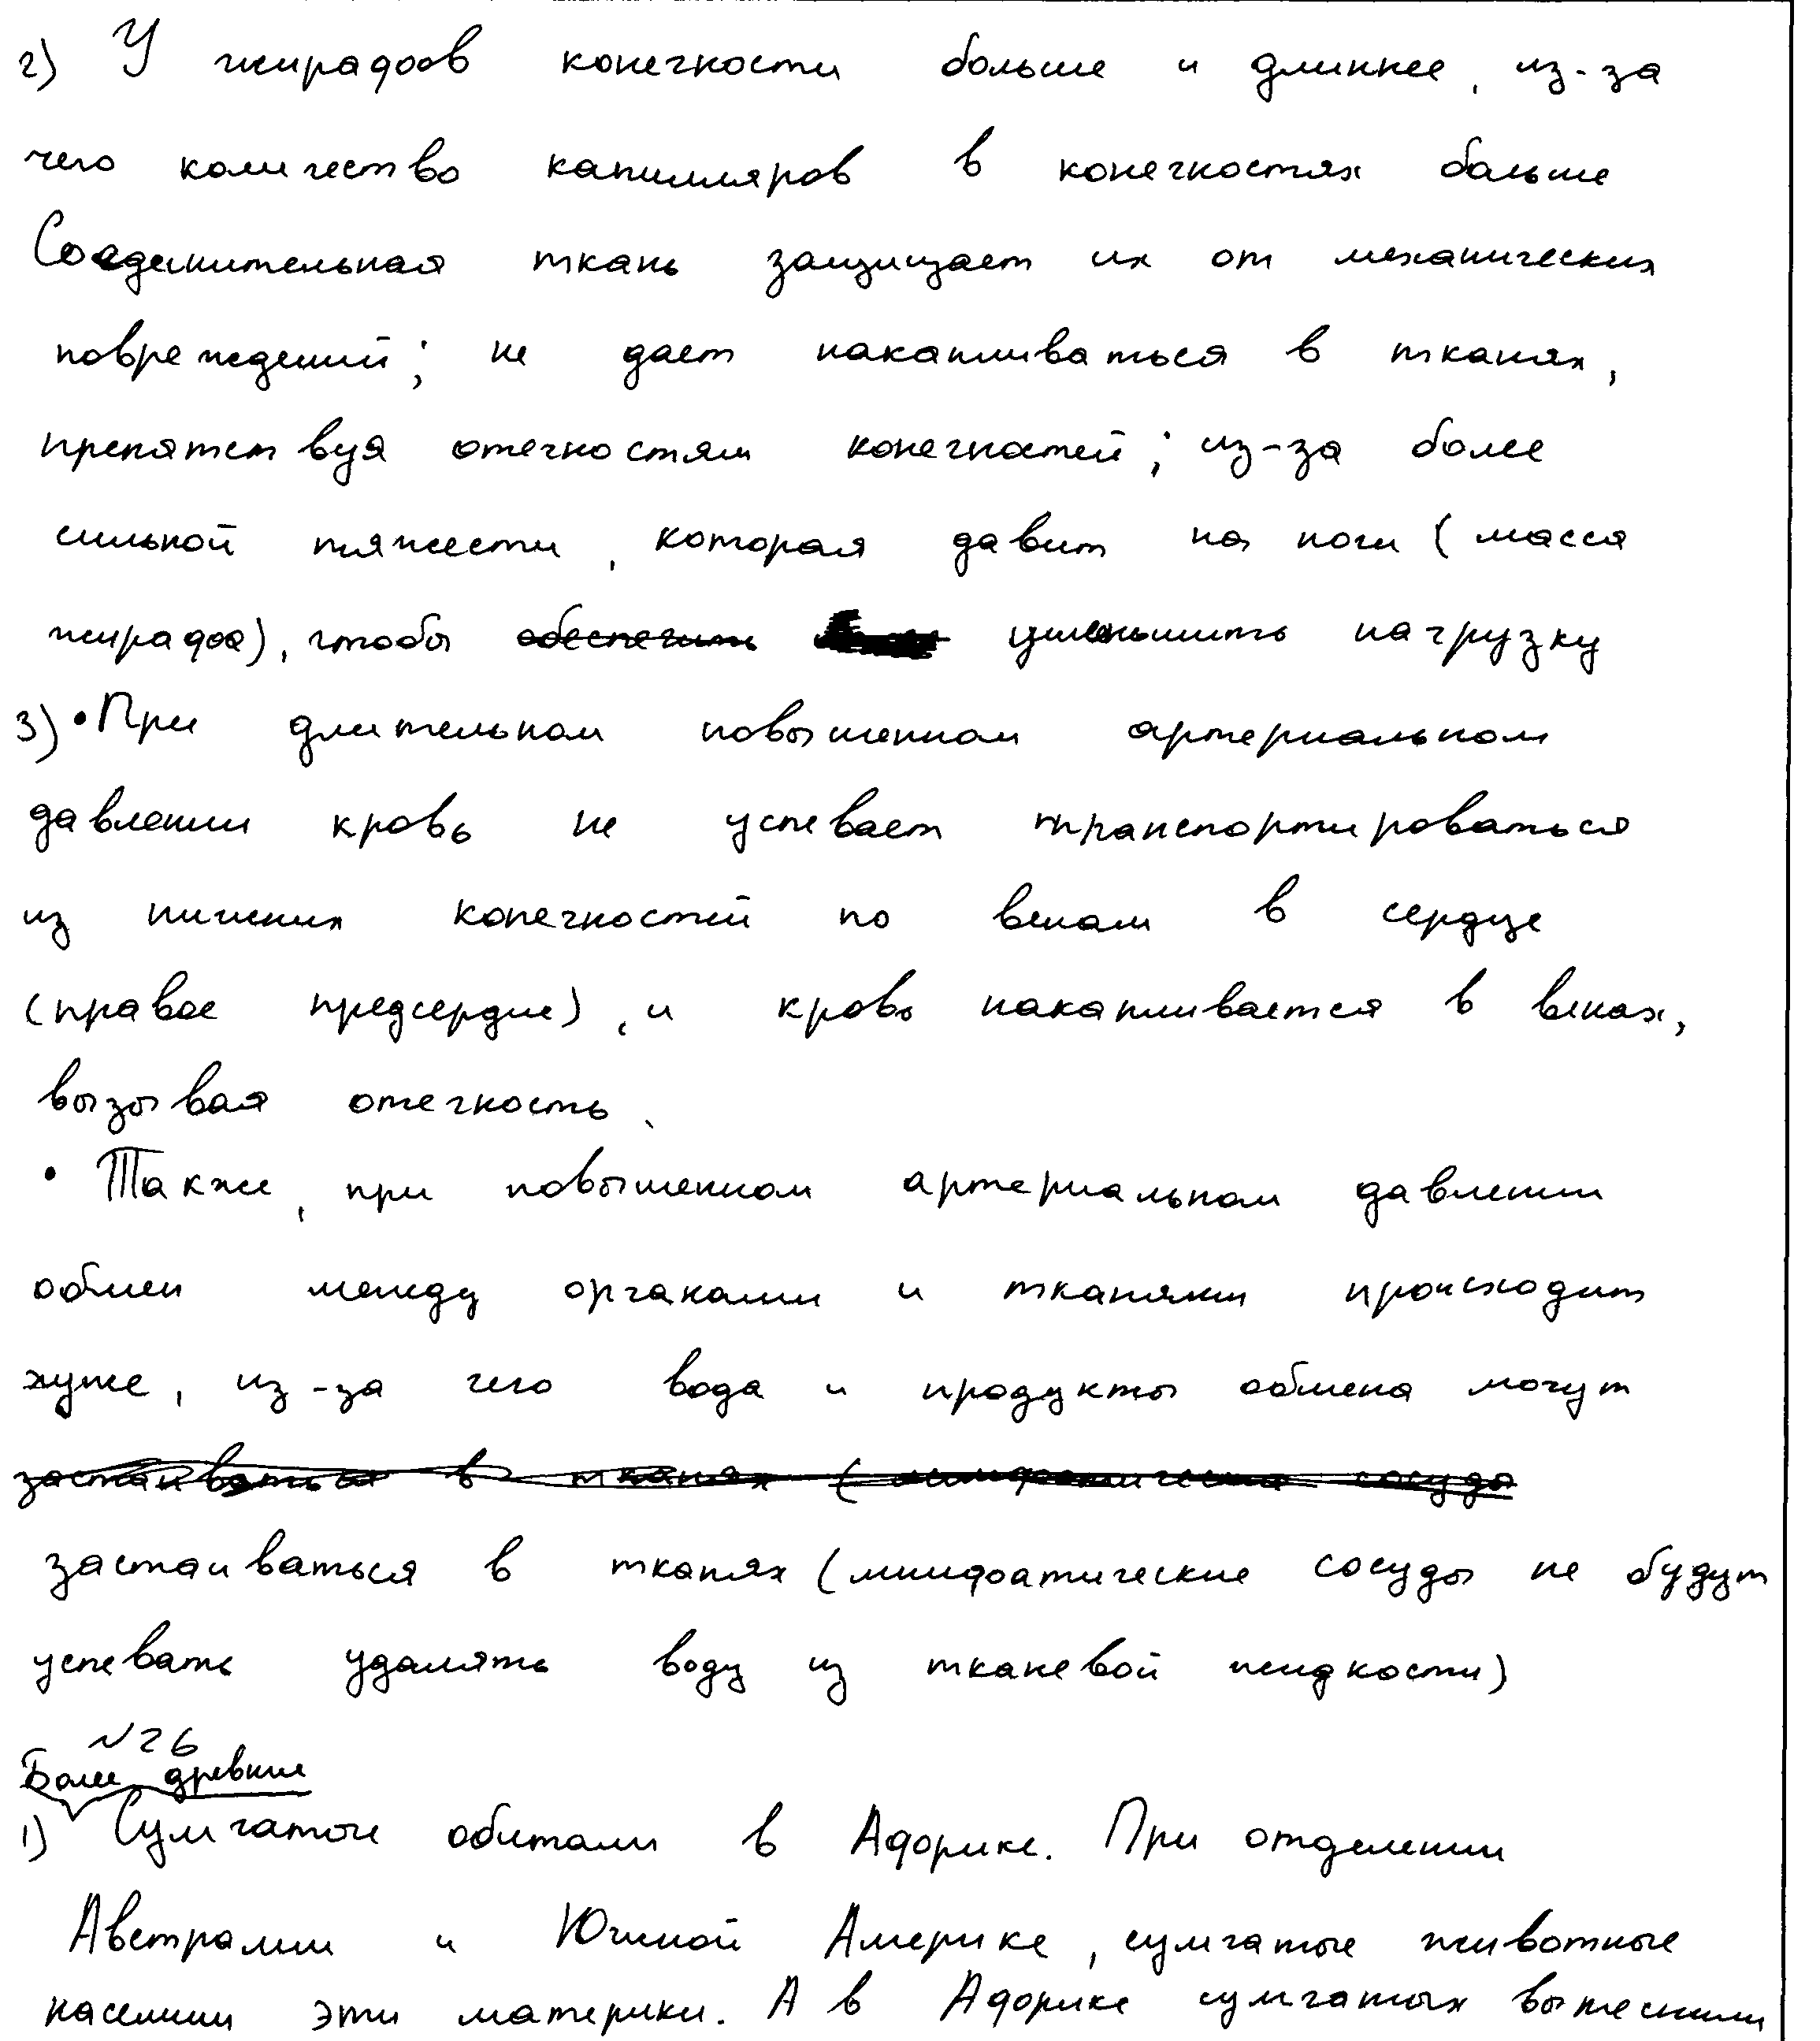 2) У жирафов конечности больше и длиннее, из-за
чего количество капилляров в конечностях больше
Соединительная ткань защищает их от механических
повреждений; не дает накапливаться в тканях,
препятствуя отечностям конечностей; из-за более
сильной тяжести, которая давит на ноги (масса
жирафов), чтобы обеспечить уменьшить нагрузку
3) • При длительном повышенном артериальном
давлении кровь не успевает транспортироваться
из нижних конечностей по венам в сердце
(правое предсердие), и кровь накапливается в венах,
вызывая отечность.
• Также, при повышенном артериальном давлении
обмен между органами и тканями происходит
хуже, из-за чего вода и продукты обмена могут
застаиваться в тканях (лимфатические сосуды
застаиваться в тканях (лимфатические сосуды не будут
успевать удалять воду из тканевой жидкости)
№26
Более древние
1) Сумчатые обитали в Африке. При отделении
Австралии и Южной Америке, сумчатые животные
населили эти материки. А в Африке сумчатых вытеснили